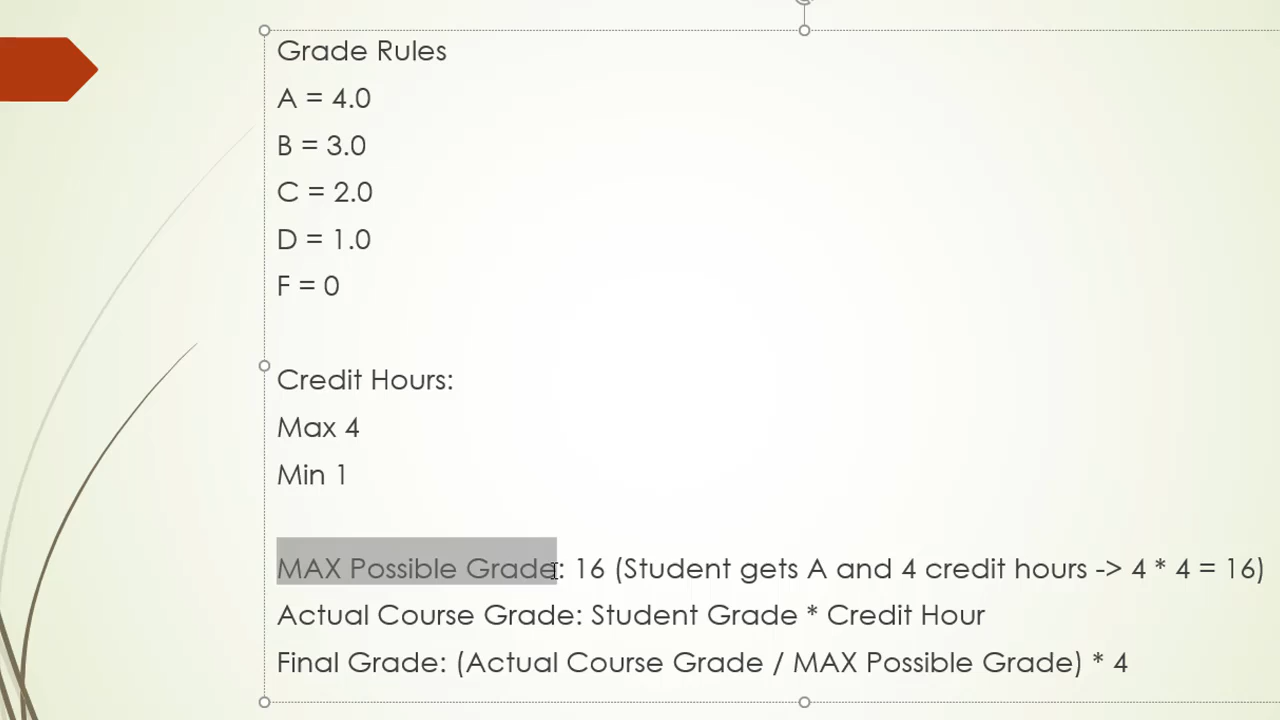 Grade Rules
A = 4.0
B = 3.0
C = 2.0
D = 1.0
F = 0
Credit Hours:
Max 4
Min 1
MAX Possible Grade: 16 (Student gets A and 4 credit hours -> 4 * 4 = 16)
Actual Course Grade: Student Grade * Credit Hour
Final Grade: (Actual Course Grade / MAX Possible Grade) * 4